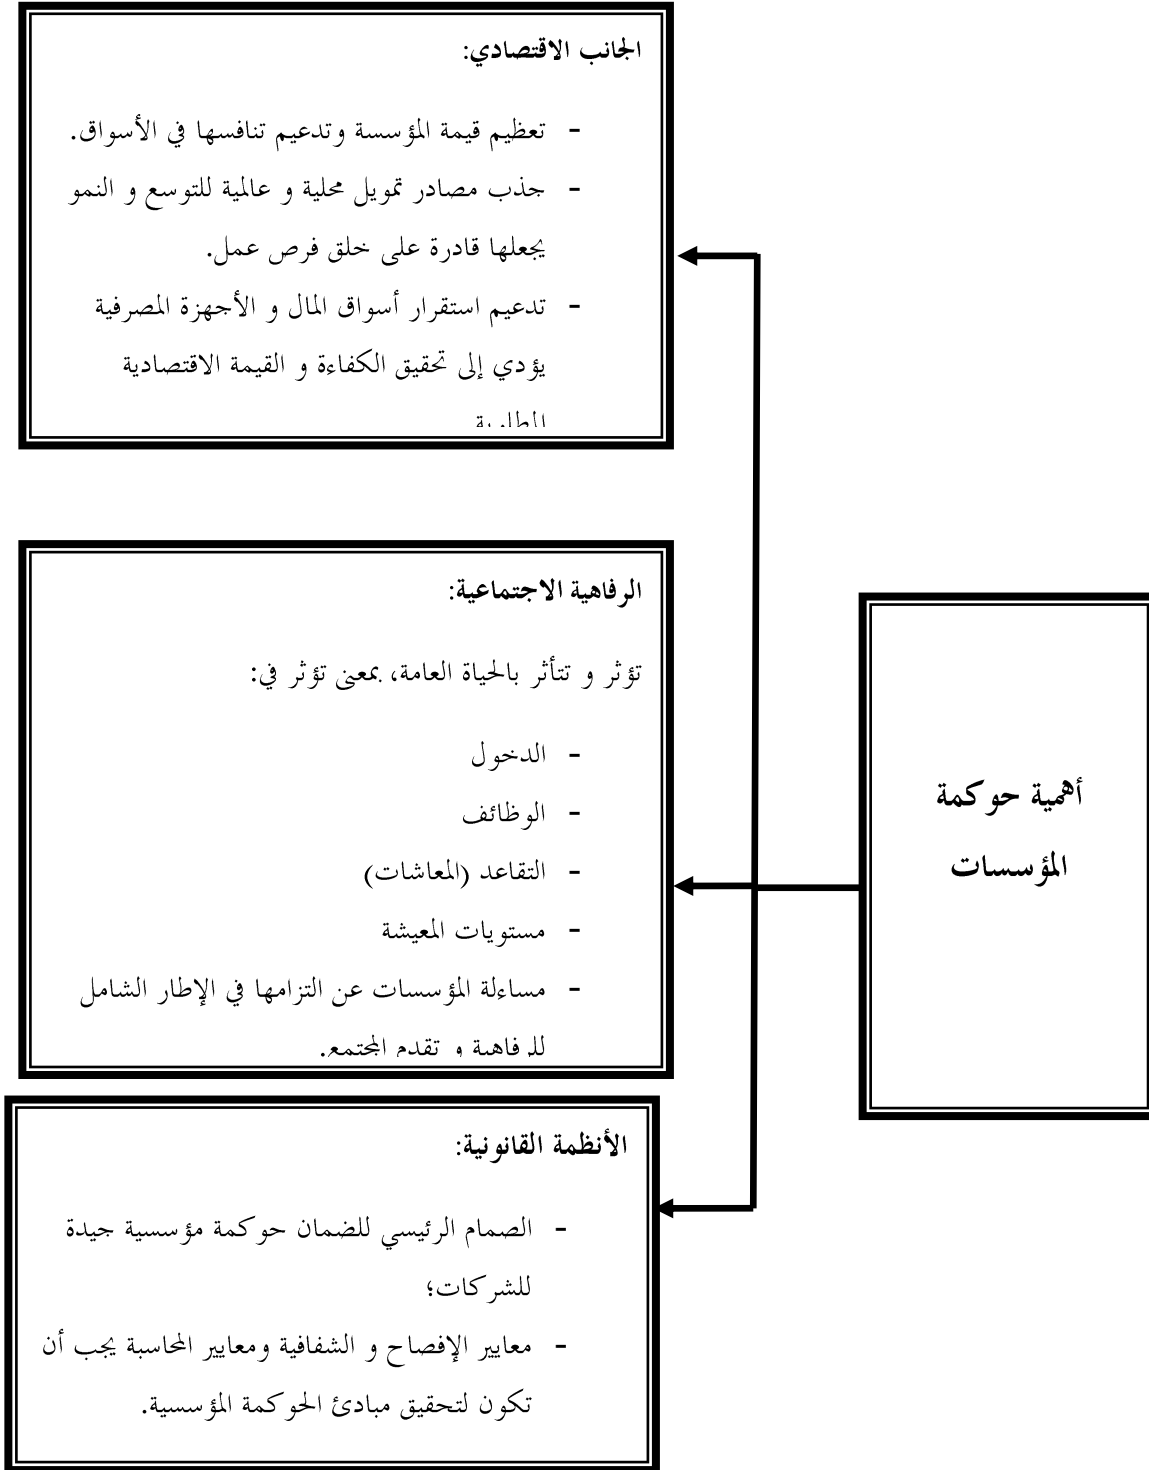 الجانب الاقتصادي:
- تعظيم قيمة المؤسسة وتدعيم تنافسها في الأسواق.
- جذب مصادر تمويل محلية و عالمية للتوسع و النمو
يجعلها قادرة على خلق فرص عمل.
- تدعيم استقرار أسواق المال و الأجهزة المصرفية
يؤدي إلى تحقيق الكفاءة و القيمة الاقتصادية
المطلوبة
الرفاهية الاجتماعية:
تؤثر و تتأثر بالحياة العامة، بمعنى تؤثر في:
- الدخول
- الوظائف
- التقاعد (المعاشات)
- مستويات المعيشة
- مساءلة المؤسسات عن التزامها في الإطار الشامل
للرفاهية و تقدم المجتمع.
أهمية حوكمة
المؤسسات
الأنظمة القانونية:
- الصمام الرئيسي للضمان حوكمة مؤسسية جيدة
للشركات؛
- معايير الإفصاح و الشفافية ومعايير المحاسبة يجب أن
تكون لتحقيق مبادئ الحوكمة المؤسسية.